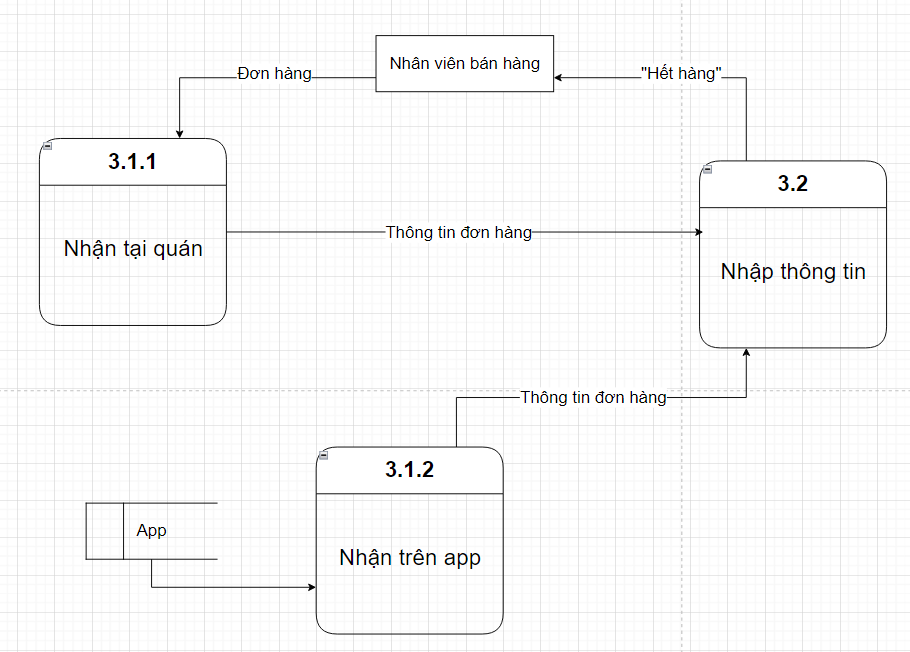 Nhân viên bán hàng
Đơn hàng
"Hết hàng"
3.1.1
Nhận tại quán
3.2
Nhập thông tin
Thông tin đơn hàng
Thông tin đơn hàng
3.1.2
Nhận trên app
App